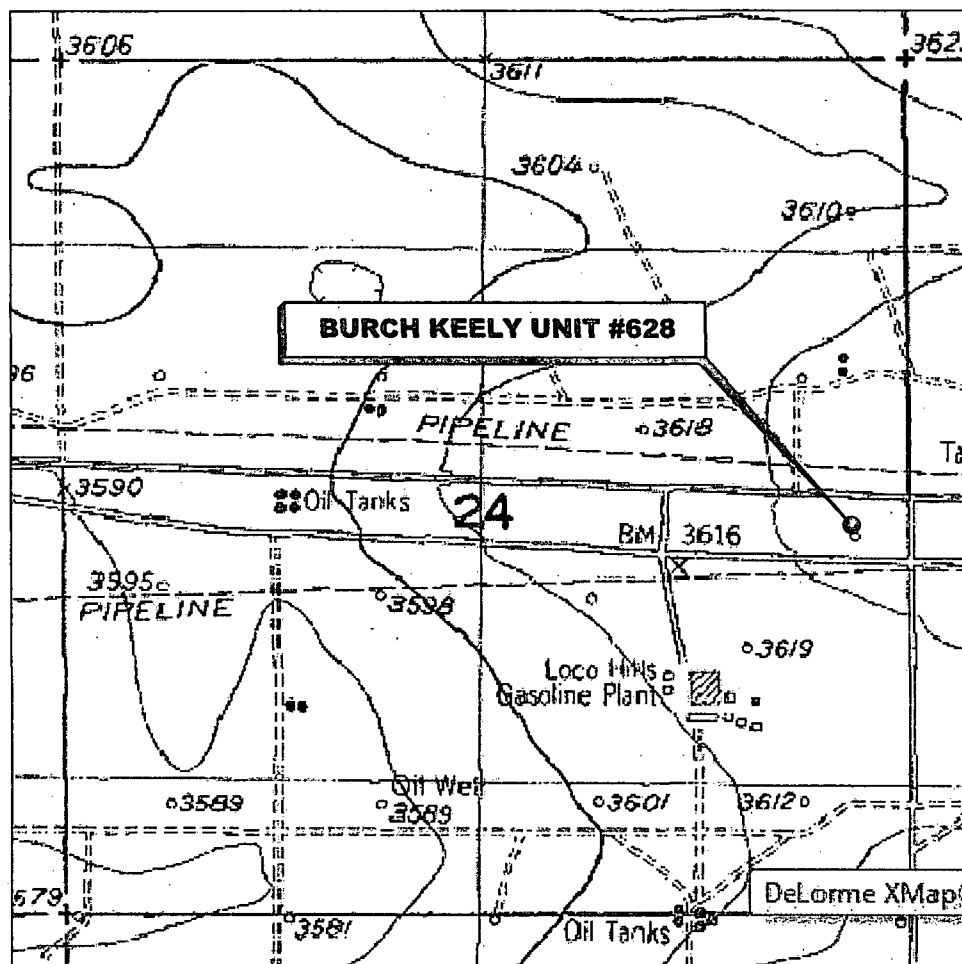 3606
3611
3604
3610
BURCH KEELY UNIT #628
PIPELINE
3618
3590
Oil Tanks
24
BM 3616
3595
PIPELINE
3598
3619
Loco Hills
Gasoline Plant
Oil Well
3589
3589
3601
3612
3581
Oil Tanks
DeLorme XMap